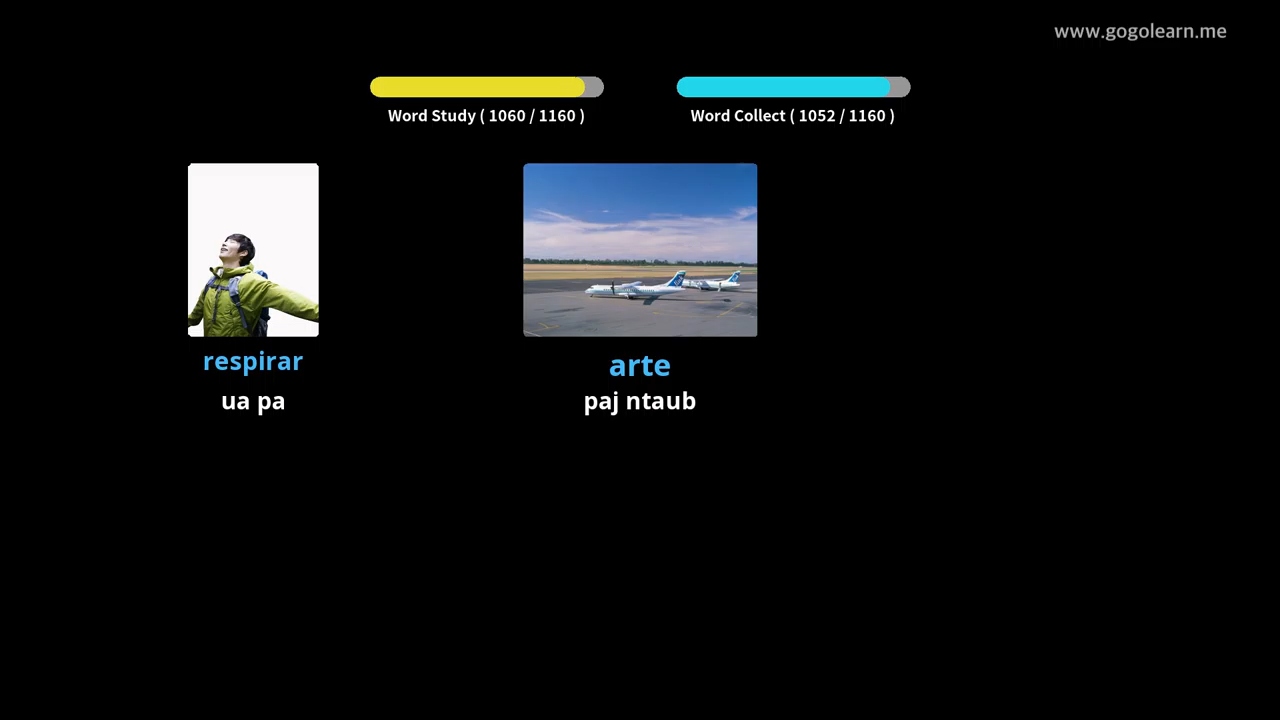 www.gogolearn.me
Word Study ( 1060 / 1160 )
Word Collect ( 1052 / 1160 )
respirar
ua pa
arte
paj ntaub